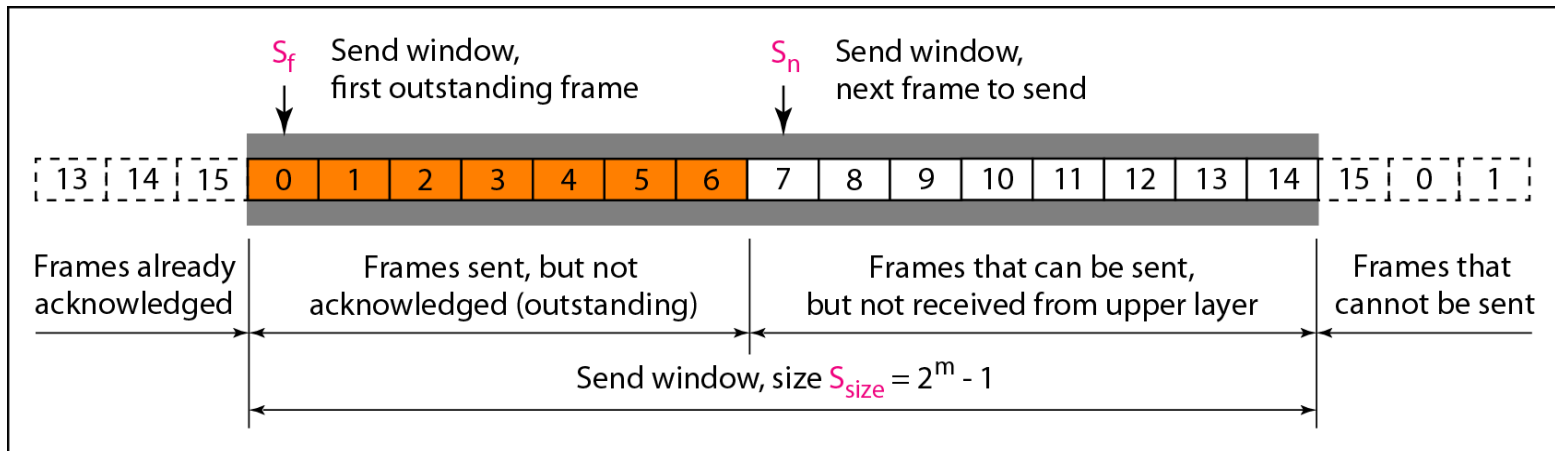 Sf Send window, Sn Send window,
first outstanding frame next frame to send
13 14 15 0 1 2 3 4 5 6 7 8 9 10 11 12 13 14 15 0 1
Frames already Frames sent, but not Frames that can be sent, Frames that
acknowledged acknowledged (outstanding) but not received from upper layer cannot be sent
Send window, size Ssize = 2^m - 1